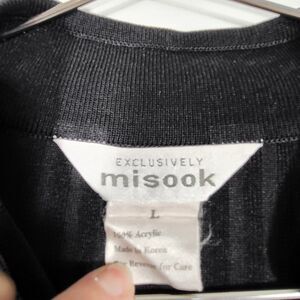 EXCLUSIVELY
misook
L
100% Acrylic
Made in Korea
See Reverse for Care